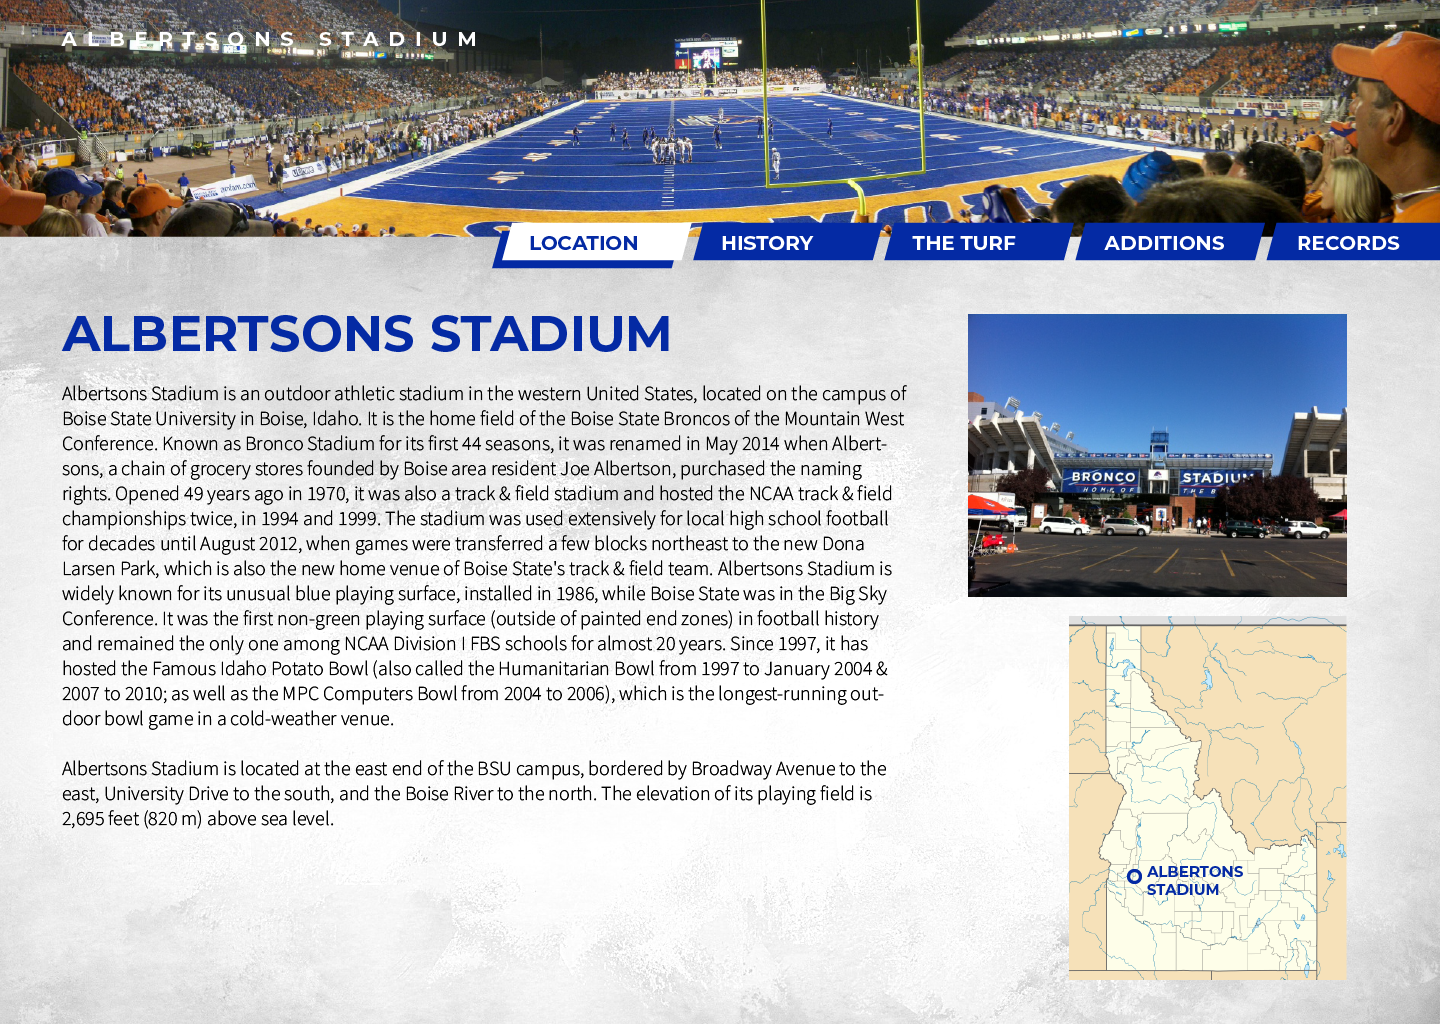 ALBERTSONS STADIUM
LOCATION
HISTORY
THE TURF
ADDITIONS
RECORDS
ALBERTSONS STADIUM
Albertsons Stadium is an outdoor athletic stadium in the western United States, located on the campus of
Boise State University in Boise, Idaho. It is the home field of the Boise State Broncos of the Mountain West
Conference. Known as Bronco Stadium for its first 44 seasons, it was renamed in May 2014 when Albert-
sons, a chain of grocery stores founded by Boise area resident Joe Albertson, purchased the naming
rights. Opened 49 years ago in 1970, it was also a track & field stadium and hosted the NCAA track & field
championships twice, in 1994 and 1999. The stadium was used extensively for local high school football
for decades until August 2012, when games were transferred a few blocks northeast to the new Dona
Larsen Park, which is also the new home venue of Boise State's track & field team. Albertsons Stadium is
widely known for its unusual blue playing surface, installed in 1986, while Boise State was in the Big Sky
Conference. It was the first non-green playing surface (outside of painted end zones) in football history
and remained the only one among NCAA Division I FBS schools for almost 20 years. Since 1997, it has
hosted the Famous Idaho Potato Bowl (also called the Humanitarian Bowl from 1997 to January 2004 &
2007 to 2010; as well as the MPC Computers Bowl from 2004 to 2006), which is the longest-running out-
door bowl game in a cold-weather venue.
Albertsons Stadium is located at the east end of the BSU campus, bordered by Broadway Avenue to the
east, University Drive to the south, and the Boise River to the north. The elevation of its playing field is
2,695 feet (820 m) above sea level.
BRONCO STADIUM
HOME OF THE B
ALBERTONS
STADIUM